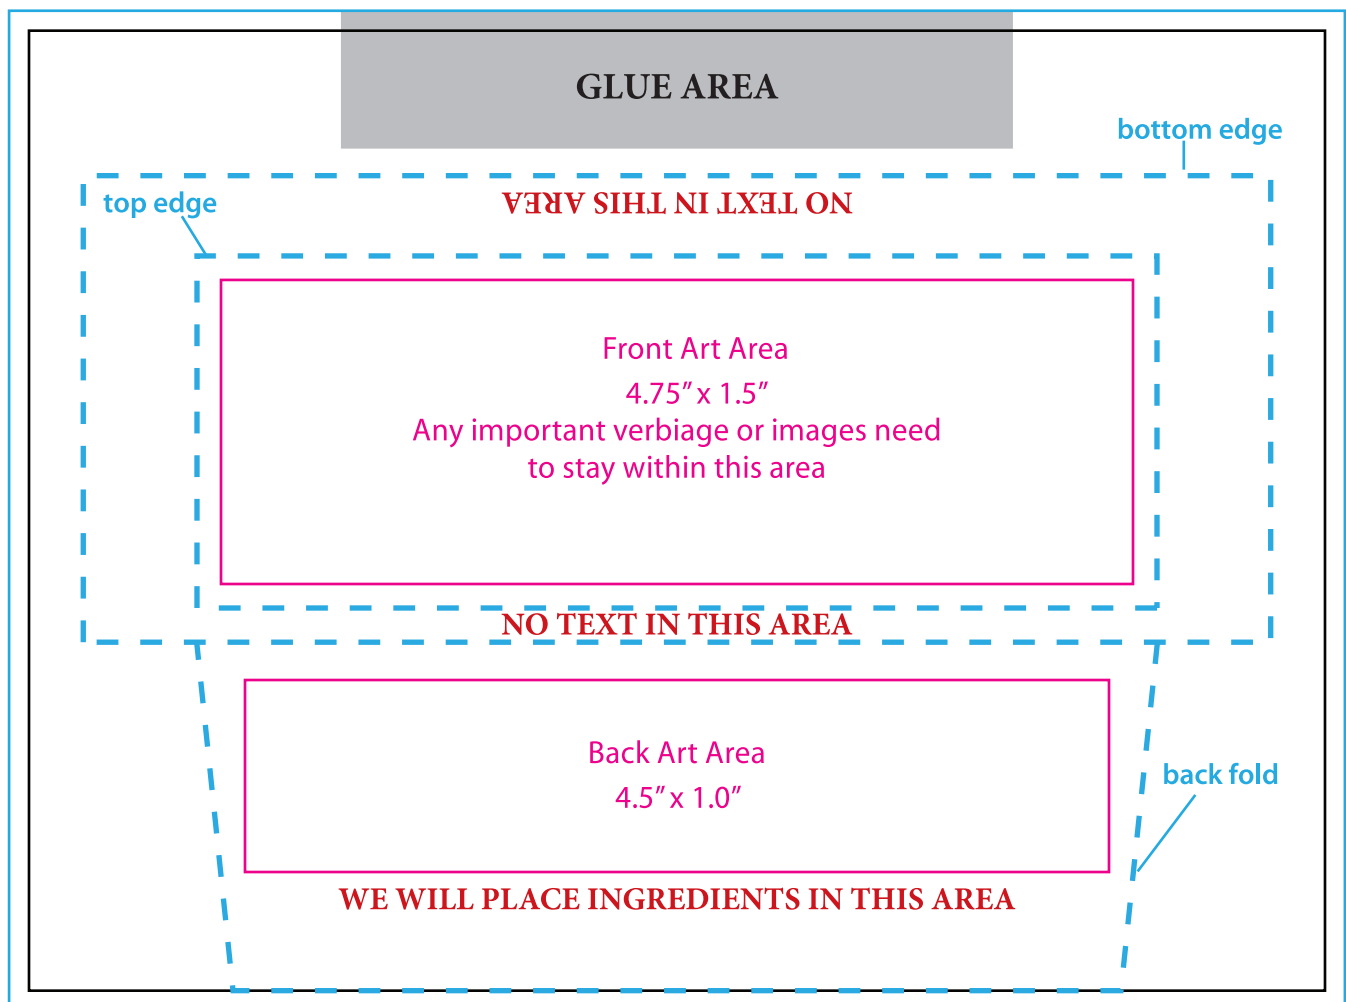 GLUE AREA
bottom edge
NO TEXT IN THIS AREA
top edge
Front Art Area
4.75” x 1.5”
Any important verbiage or images need
to stay within this area
NO TEXT IN THIS AREA
Back Art Area
4.5” x 1.0”
back fold
WE WILL PLACE INGREDIENTS IN THIS AREA